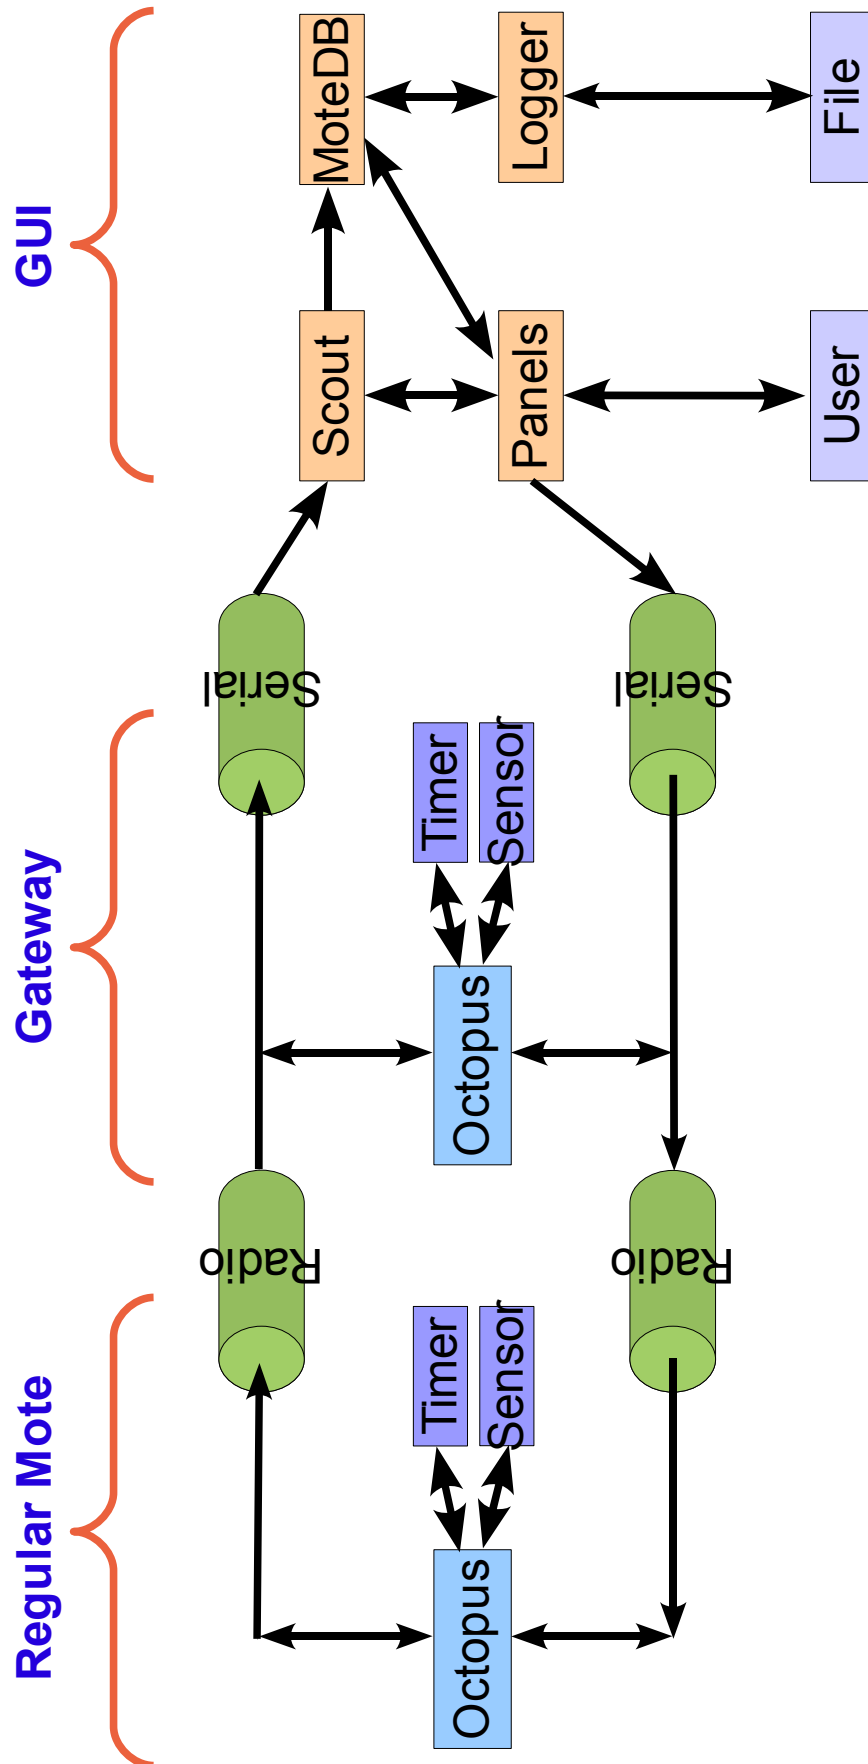 Regular Mote
Gateway
GUI
Radio
Serial
Scout
MoteDB
Octopus
Timer
Sensor
Octopus
Timer
Sensor
Panels
Logger
Radio
Serial
User
File